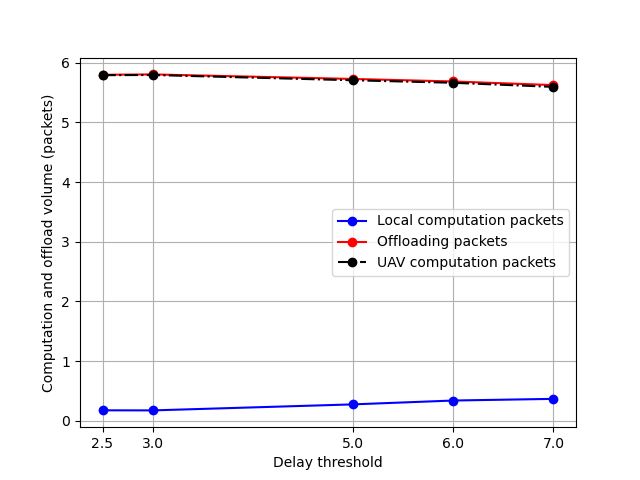 6
5
4
3
2
1
0
Computation and offload volume (packets)
Local computation packets
Offloading packets
UAV computation packets
2.5 3.0 5.0 6.0 7.0
Delay threshold